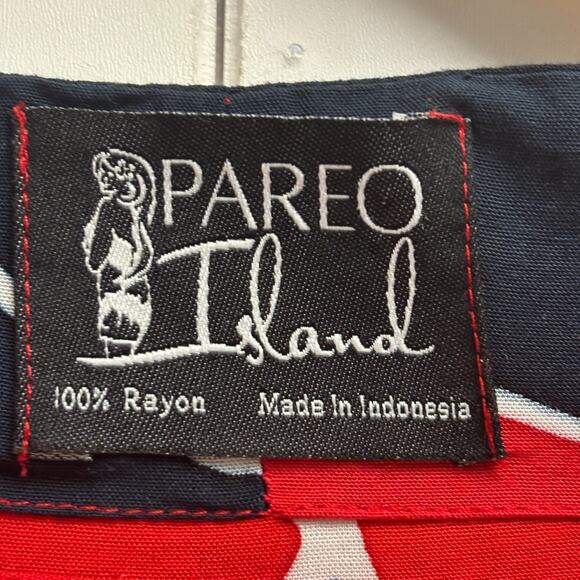 PAREO
Island
100% Rayon Made In Indonesia